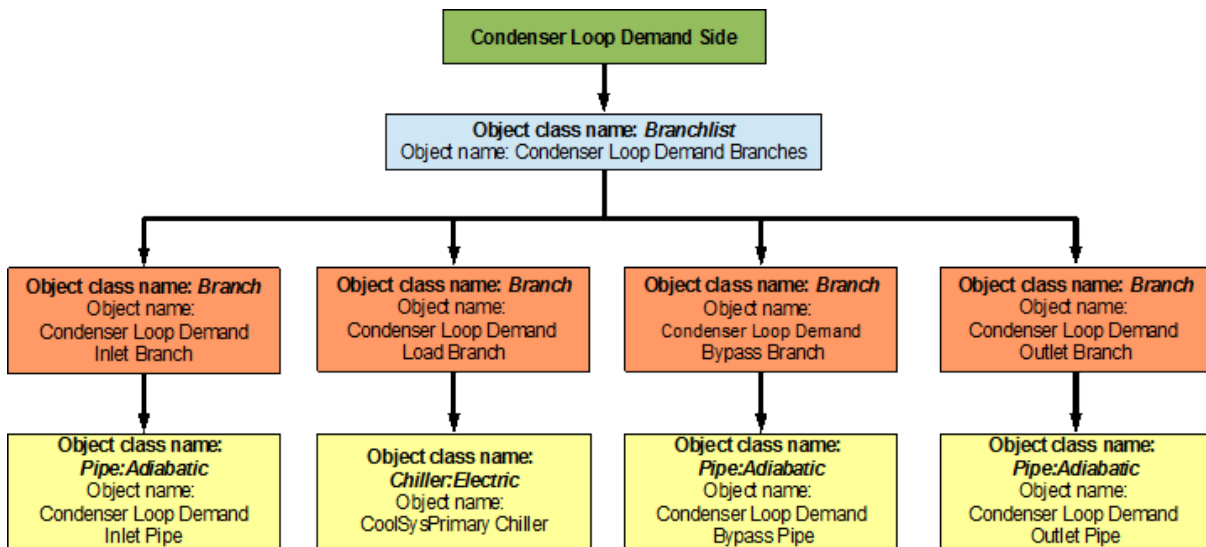 Condenser Loop Demand Side
Object class name: Branchlist
Object name: Condenser Loop Demand Branches
Object class name: Branch
Object name:
Condenser Loop Demand
Inlet Branch
Object class name: Branch
Object name:
Condenser Loop Demand
Load Branch
Object class name: Branch
Object name:
Condenser Loop Demand
Bypass Branch
Object class name: Branch
Object name:
Condenser Loop Demand
Outlet Branch
Object class name:
Pipe:Adiabatic
Object name:
Condenser Loop Demand
Inlet Pipe
Object class name:
Chiller:Electric
Object name:
CoolSysPrimary Chiller
Object class name:
Pipe:Adiabatic
Object name:
Condenser Loop Demand
Bypass Pipe
Object class name:
Pipe:Adiabatic
Object name:
Condenser Loop Demand
Outlet Pipe